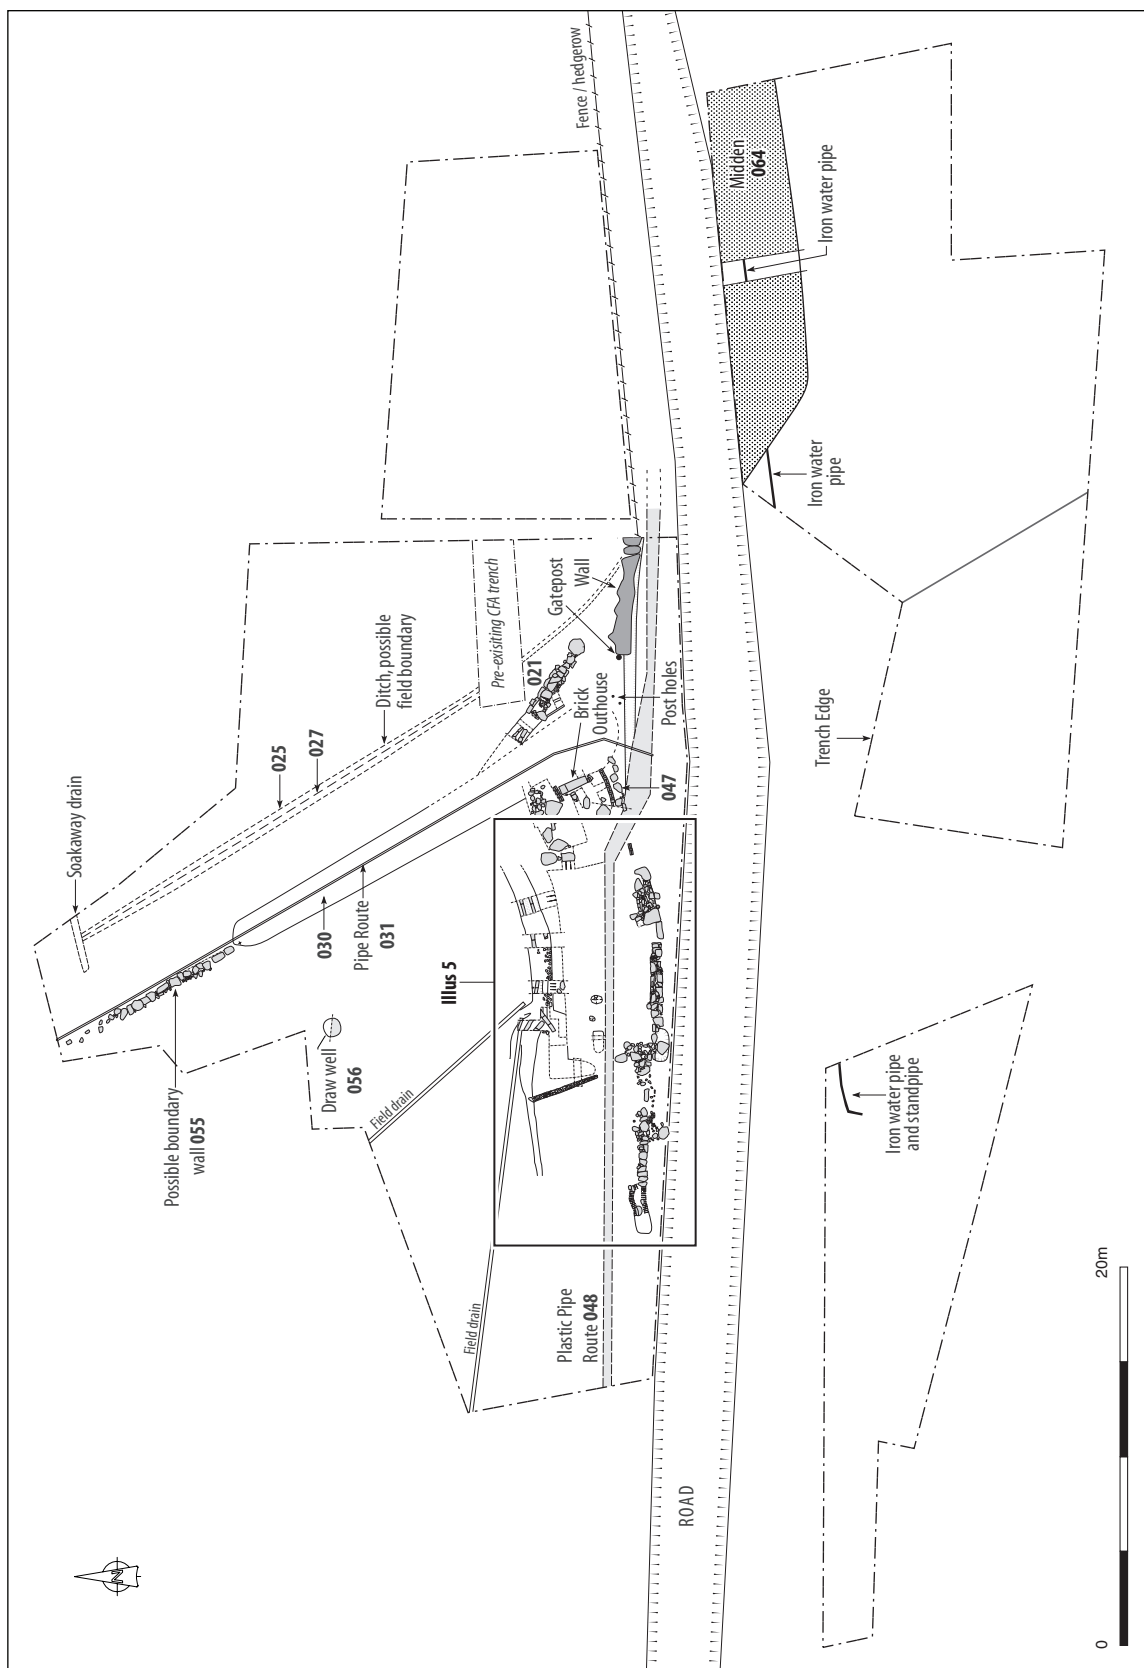 Fence / hedgerow
Midden
064
Iron water pipe
Iron water
pipe
Soakaway drain
025
027
Ditch, possible
field boundary
Pre-exisiting CFA trench
021
Gatepost
Wall
Brick
Outhouse
Post holes
047
030
Pipe Route
031
Illus 5
Possible boundary
wall 055
Draw well
056
Field drain
Field drain
Plastic Pipe
Route 048
Trench Edge
Iron water pipe
and standpipe
ROAD
N
0
20m